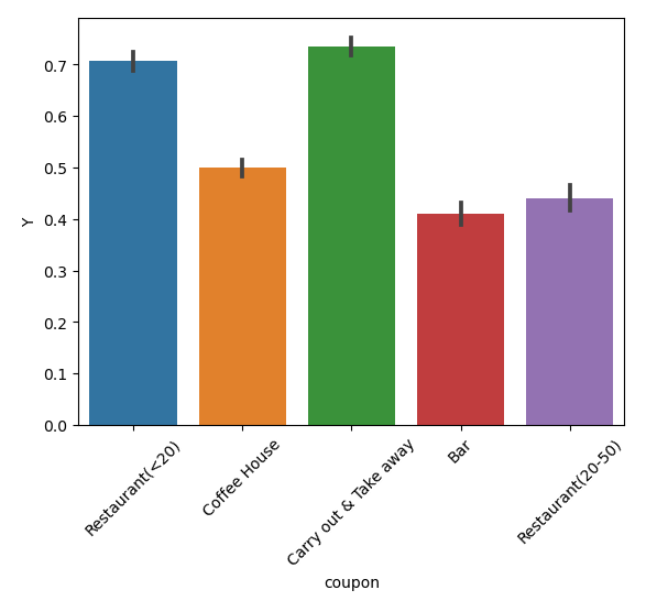 0.7
0.6
0.5
0.4
0.3
0.2
0.1
0.0
Y
Restaurant(<20)
Coffee House
Carry out & Take away
Bar
Restaurant(20-50)
coupon